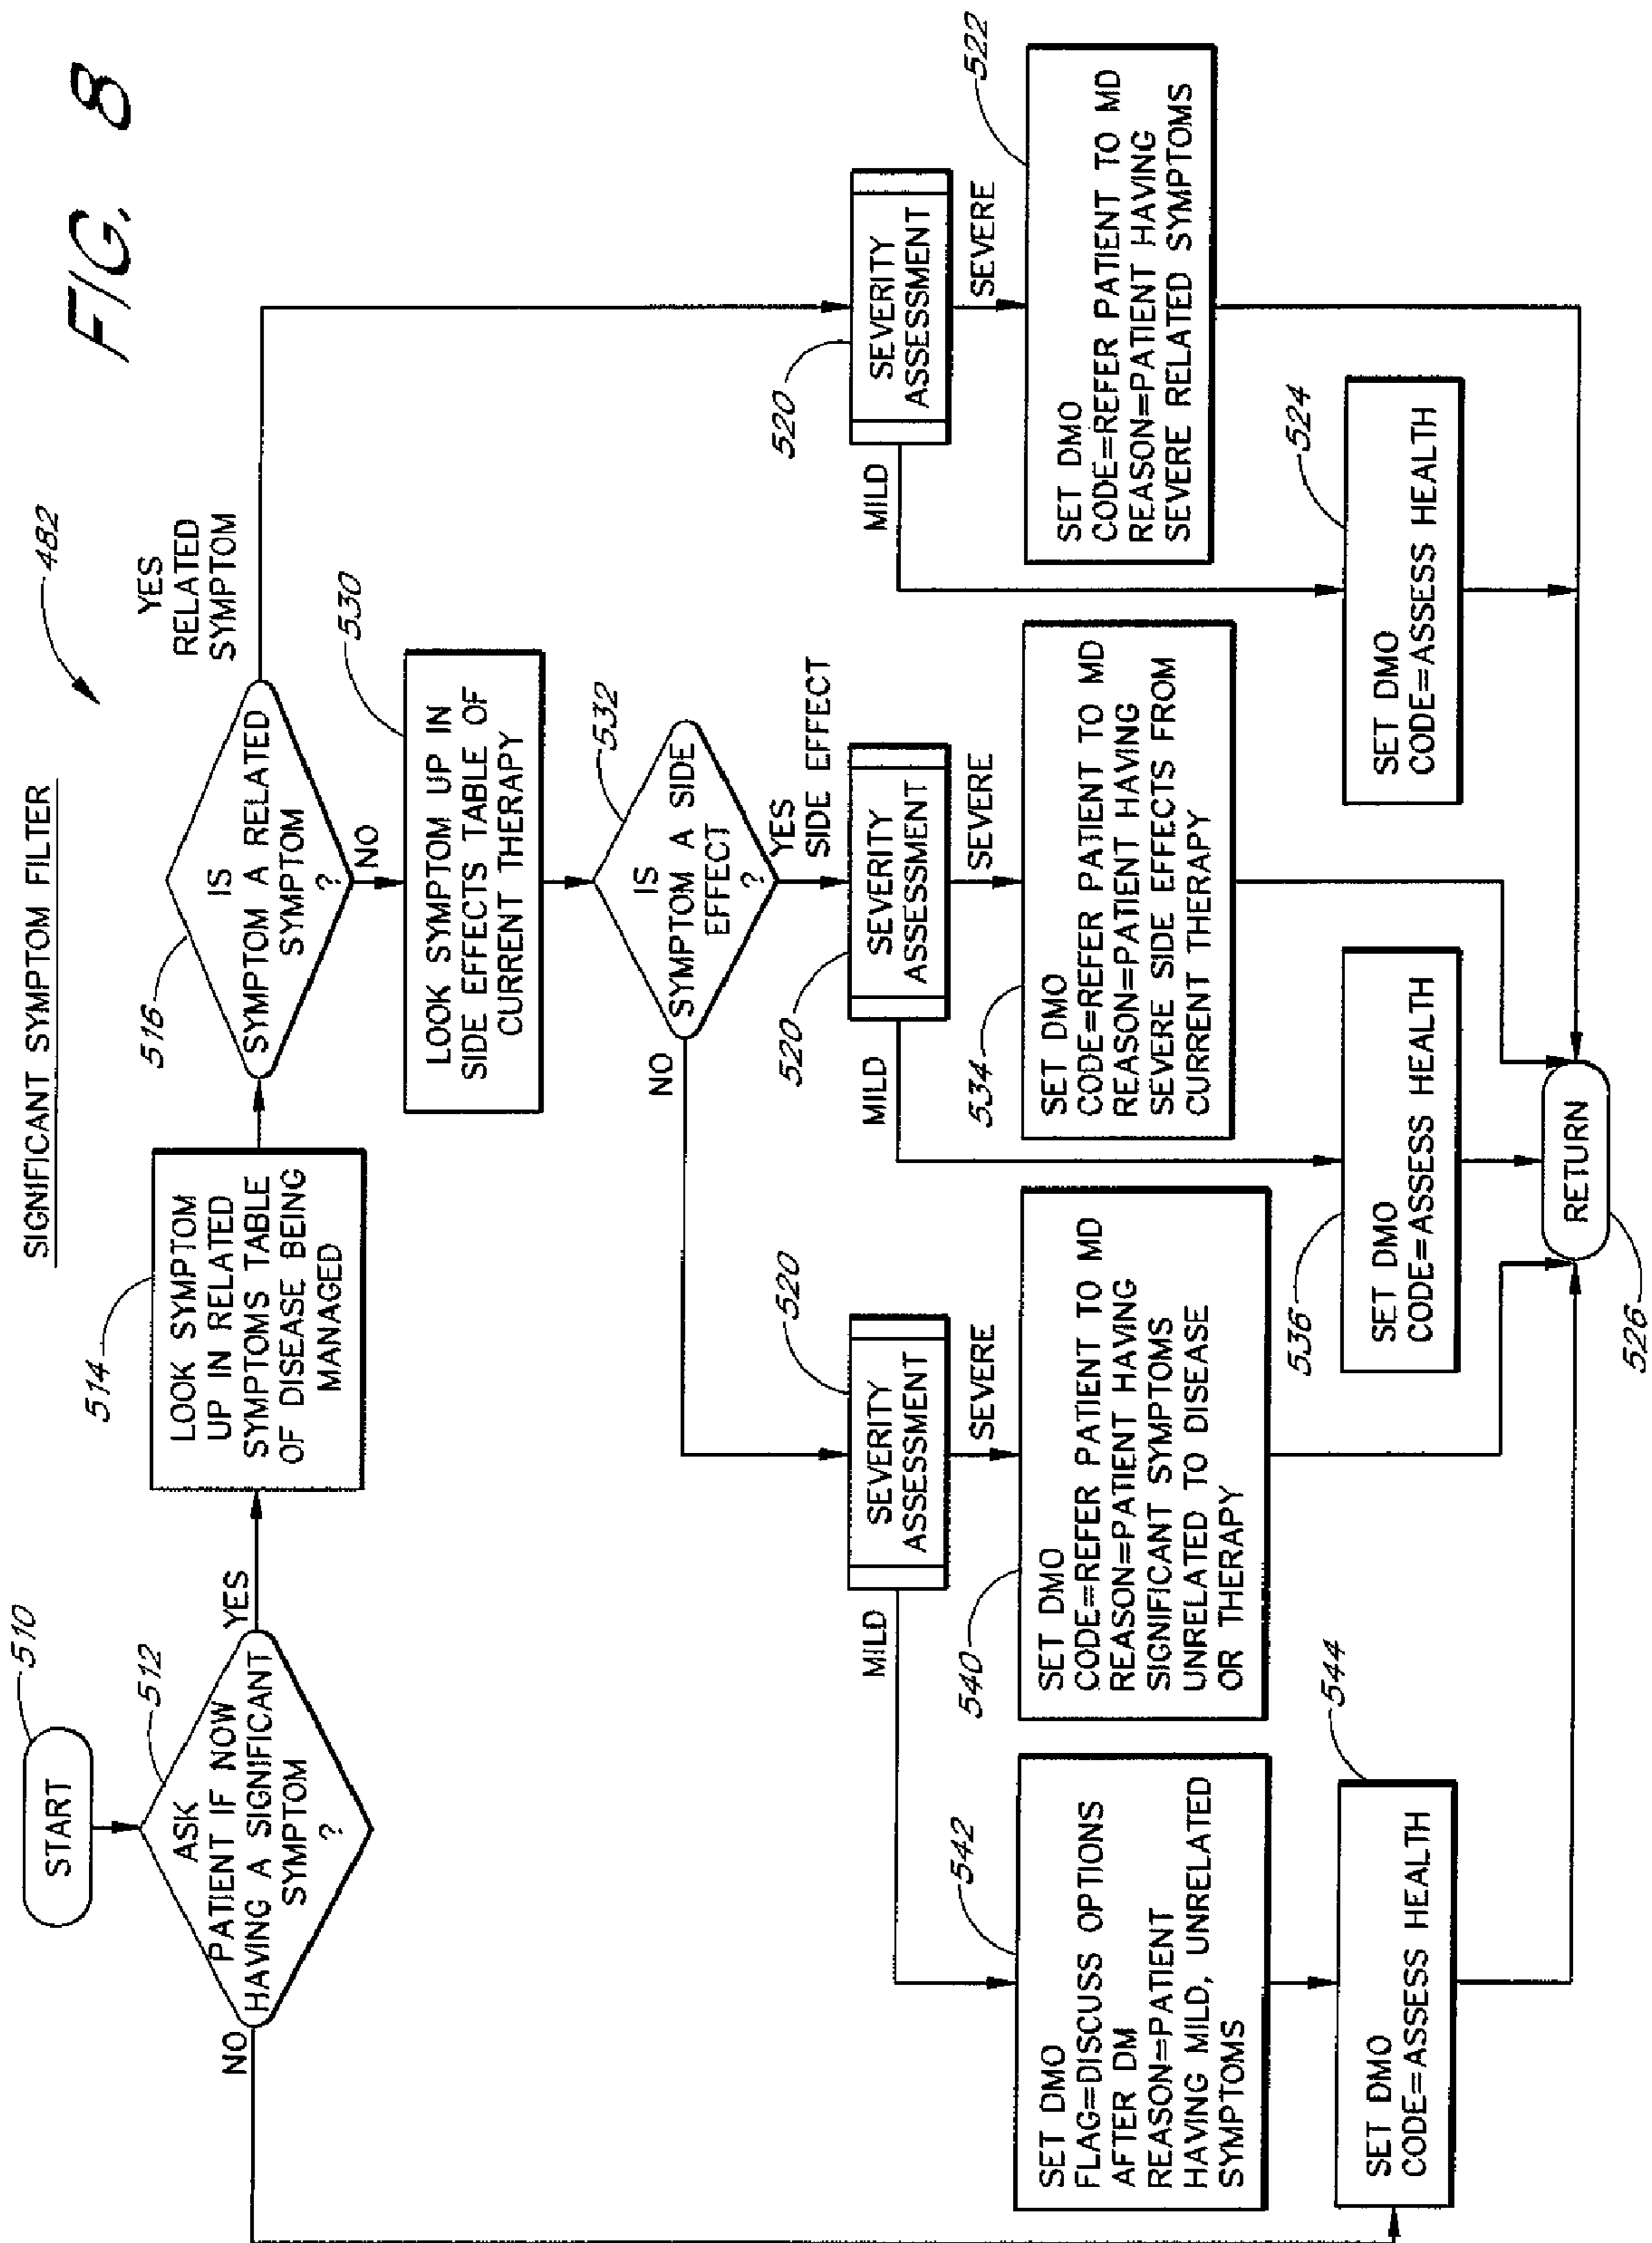 SIGNIFICANT SYMPTOM FILTER
FIG. 8
482
START
510
ASK
PATIENT IF NOW
HAVING A SIGNIFICANT
SYMPTOM
?
512
NO
YES
514
LOOK SYMPTOM
UP IN RELATED
SYMPTOMS TABLE
OF DISEASE BEING
MANAGED
516
IS
SYMPTOM A RELATED
SYMPTOM
?
YES
RELATED
SYMPTOM
NO
530
LOOK SYMPTOM UP IN
SIDE EFFECTS TABLE OF
CURRENT THERAPY
532
IS
SYMPTOM A SIDE
EFFECT
?
NO
YES
SIDE EFFECT
520
SEVERITY
ASSESSMENT
MILD
SEVERE
520
SEVERITY
ASSESSMENT
MILD
SEVERE
520
SEVERITY
ASSESSMENT
MILD
SEVERE
542
SET DMO
FLAG=DISCUSS OPTIONS
AFTER DM
REASON=PATIENT
HAVING MILD, UNRELATED
SYMPTOMS
540
SET DMO
CODE=REFER PATIENT TO MD
REASON=PATIENT HAVING
SIGNIFICANT SYMPTOMS
UNRELATED TO DISEASE
OR THERAPY
534
SET DMO
CODE=REFER PATIENT TO MD
REASON=PATIENT HAVING
SEVERE SIDE EFFECTS FROM
CURRENT THERAPY
522
SET DMO
CODE=REFER PATIENT TO MD
REASON=PATIENT HAVING
SEVERE RELATED SYMPTOMS
544
SET DMO
CODE=ASSESS HEALTH
536
SET DMO
CODE=ASSESS HEALTH
524
SET DMO
CODE=ASSESS HEALTH
RETURN
526